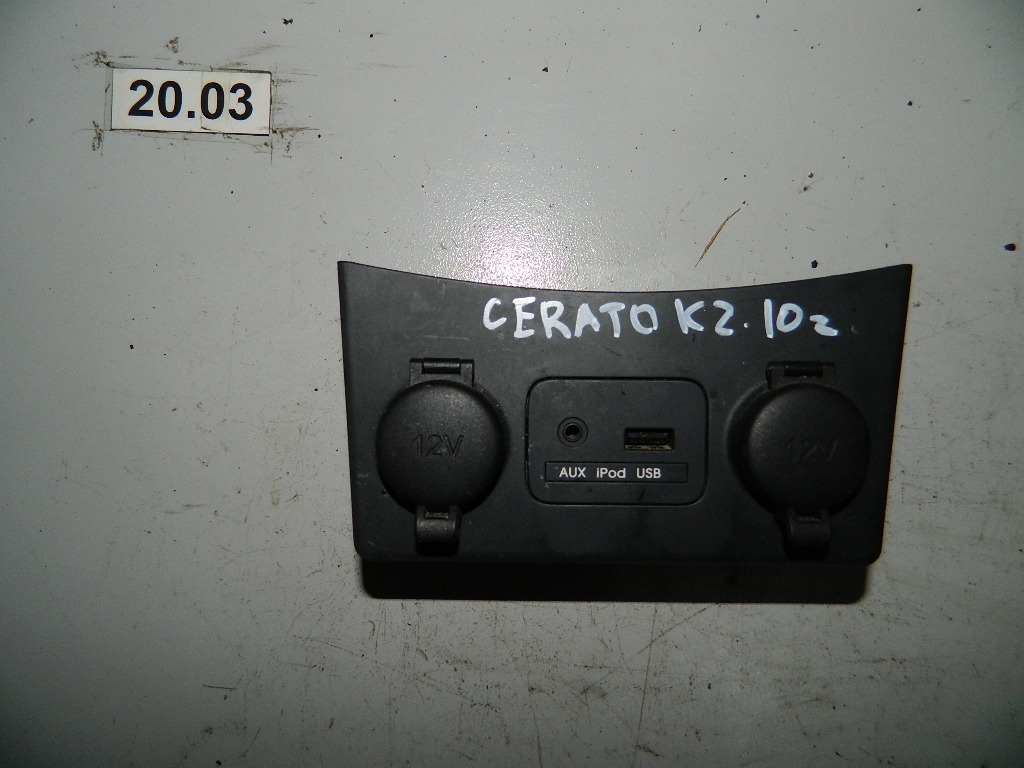 20.03
CERATO K2. 10г
12V
12V
AUX iPod USB